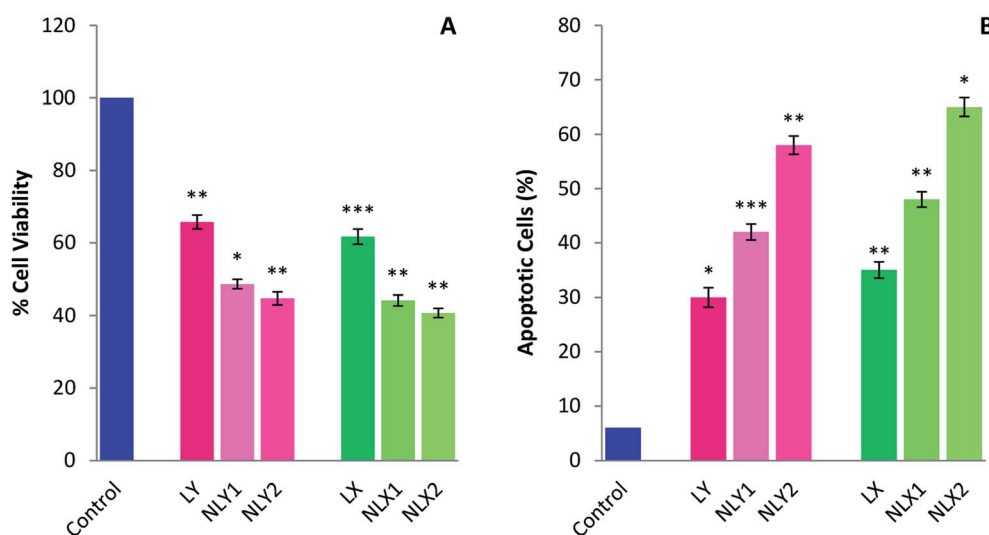 A
% Cell Viability
120
100
80
60
40
20
0
**
*
**
***
**
**
Control
LY
NLY1
NLY2
LX
NLX1
NLX2
B
Apoptotic Cells (%)
80
70
60
50
40
30
20
10
0
*
***
**
**
**
*
Control
LY
NLY1
NLY2
LX
NLX1
NLX2